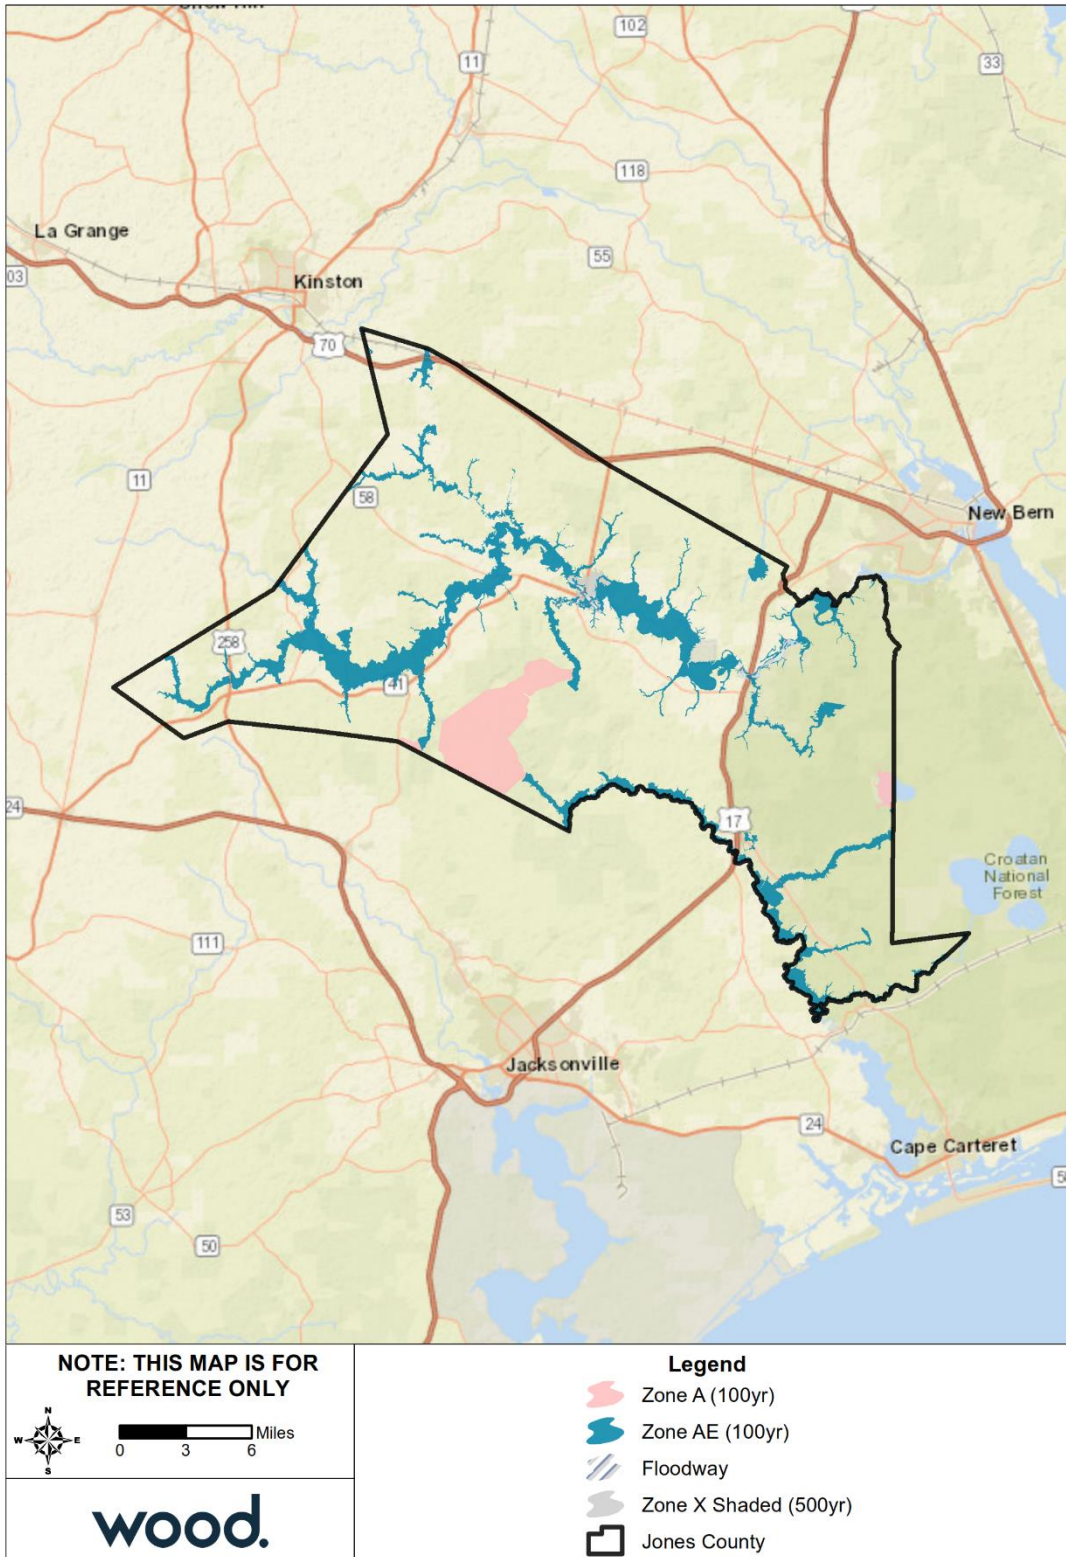 102
11
33
118
La Grange
55
03
Kinston
70
11
58
New Bern
258
41
17
24
Croatan
National
Forest
111
Jacksonville
24
Cape Carteret
53
50
NOTE: THIS MAP IS FOR
REFERENCE ONLY
N
W E
S
Miles
0 3 6
wood.
Legend
Zone A (100yr)
Zone AE (100yr)
Floodway
Zone X Shaded (500yr)
Jones County